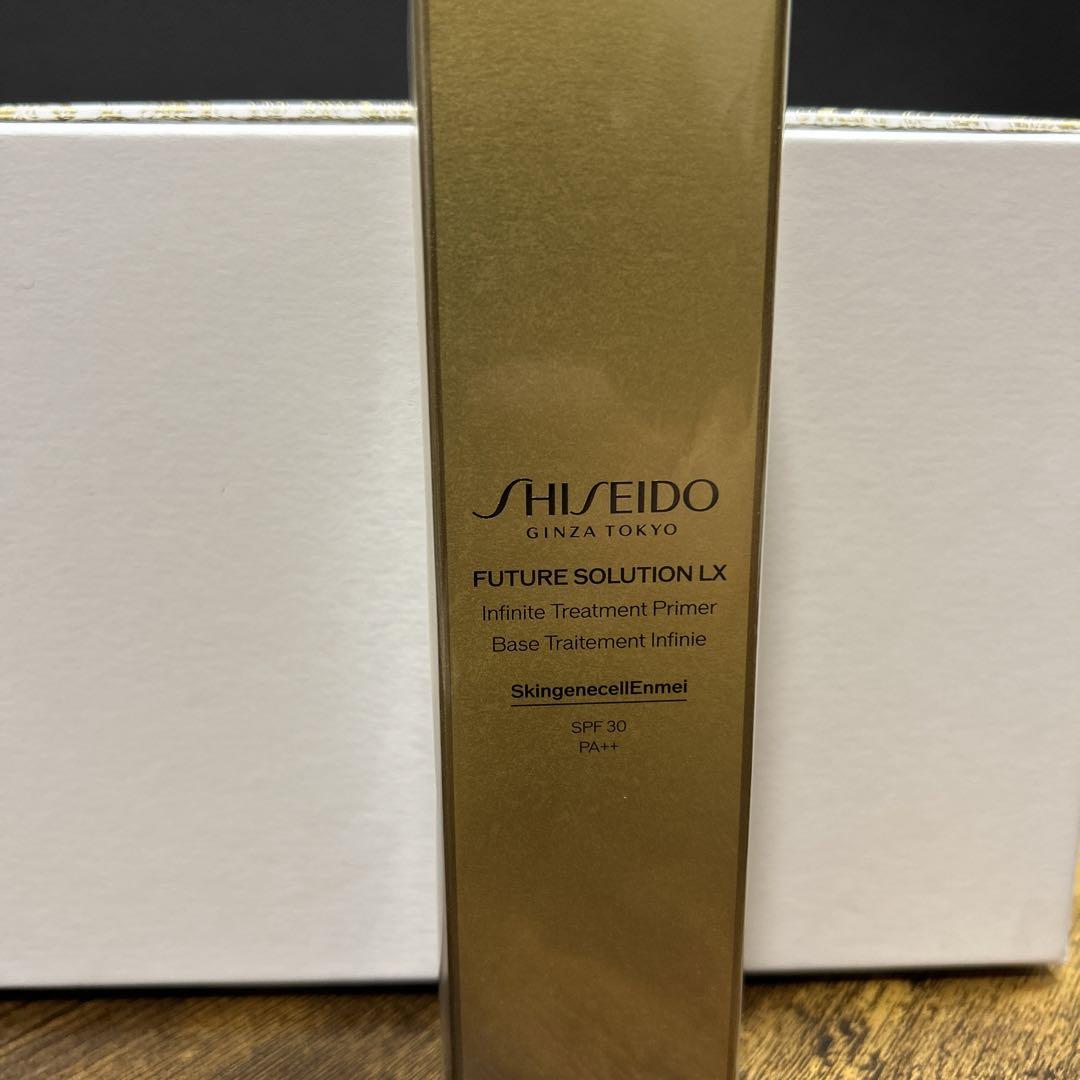 SHISEIDO
GINZA TOKYO
FUTURE SOLUTION LX
Infinite Treatment Primer
Base Traitement Infinie
SkingenecellEnmei
SPF 30
PA++